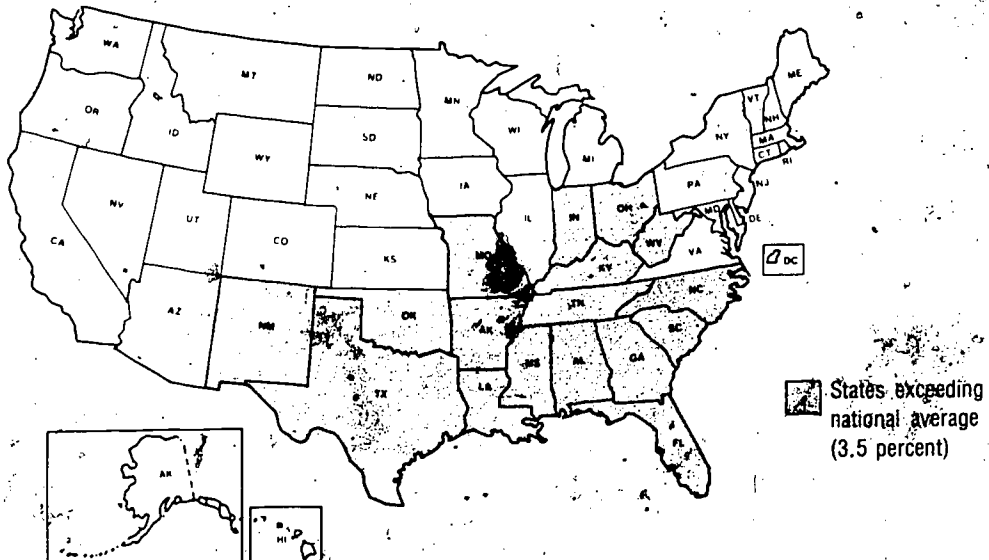 WA
MT
ND
MN
ME
VT
NH
OR
ID
SD
WI
MI
NY
MA
CT
RI
WY
IA
PA
NJ
NV
NE
IL
IN
OH
MD
DE
UT
CA
CO
KS
MO
WV
VA
KY
DC
AZ
NM
OK
AR
TN
NC
SC
MS
AL
GA
TX
LA
FL
States exceeding
national average
(3.5 percent)
AK
HI